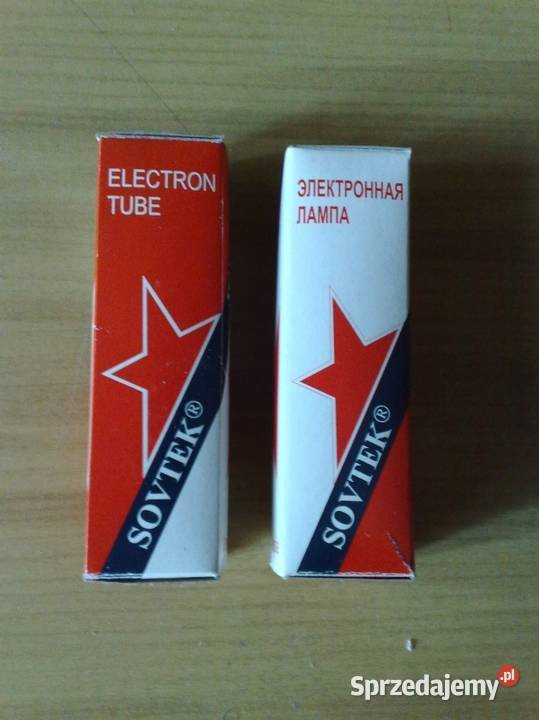 ELECTRON
TUBE
SOVTEK®
ЭЛЕКТРОННАЯ
ЛАМПА
SOVTEK®
Sprzedajemy.pl